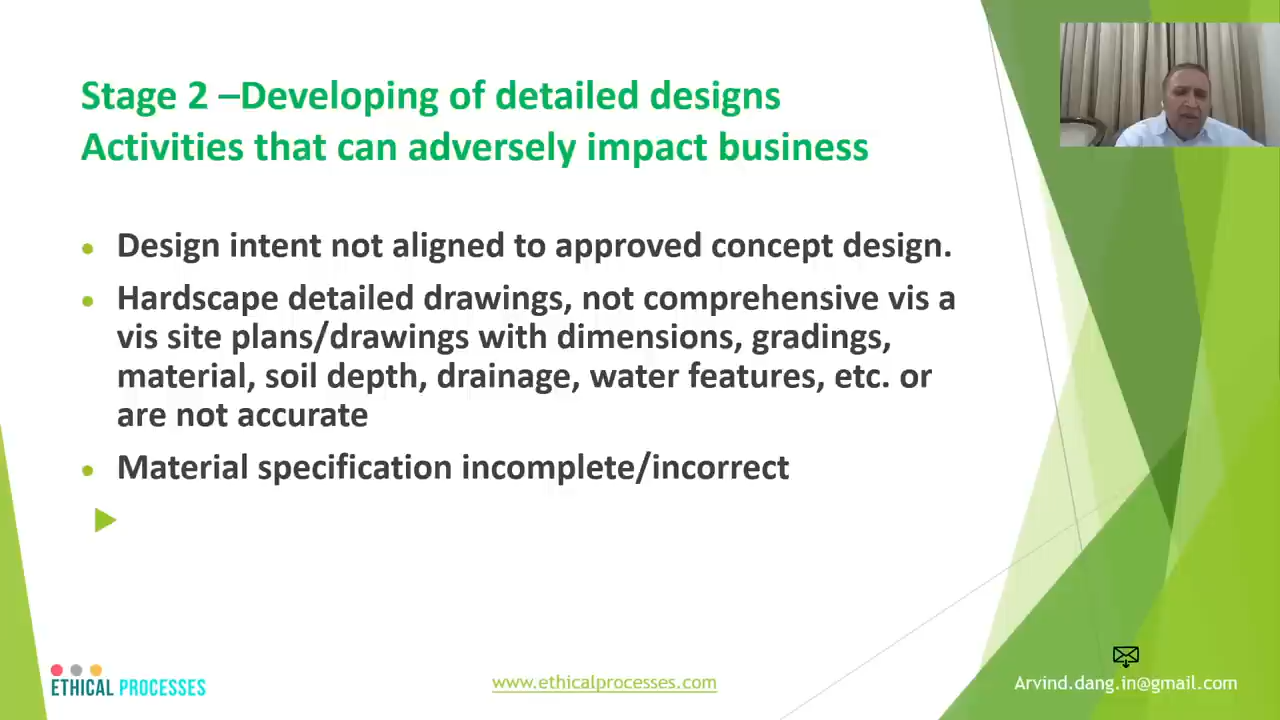 Stage 2 –Developing of detailed designs
Activities that can adversely impact business
Design intent not aligned to approved concept design.
Hardscape detailed drawings, not comprehensive vis a
vis site plans/drawings with dimensions, gradings,
material, soil depth, drainage, water features, etc. or
are not accurate
Material specification incomplete/incorrect
ETHICAL PROCESSES
www.ethicalprocesses.com
Arvind.dang.in@gmail.com